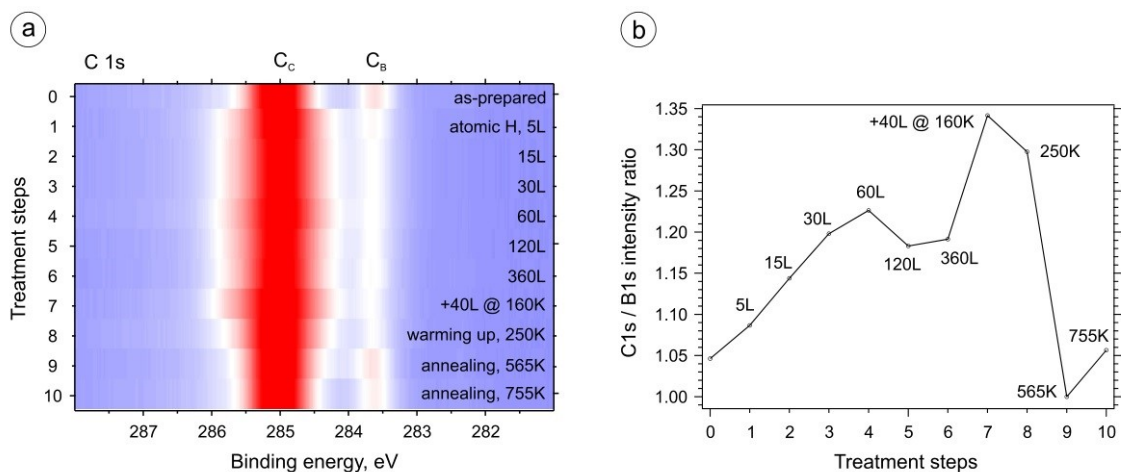 a
C 1s
C_C
C_B
Treatment steps
0
1
2
3
4
5
6
7
8
9
10
as-prepared
atomic H, 5L
15L
30L
60L
120L
360L
+40L @ 160K
warming up, 250K
annealing, 565K
annealing, 755K
287 286 285 284 283 282
Binding energy, eV
b
C1s / B1s intensity ratio
1.35
1.30
1.25
1.20
1.15
1.10
1.05
1.00
5L
15L
30L
60L
120L
360L
+40L @ 160K
250K
565K
755K
0 1 2 3 4 5 6 7 8 9 10
Treatment steps